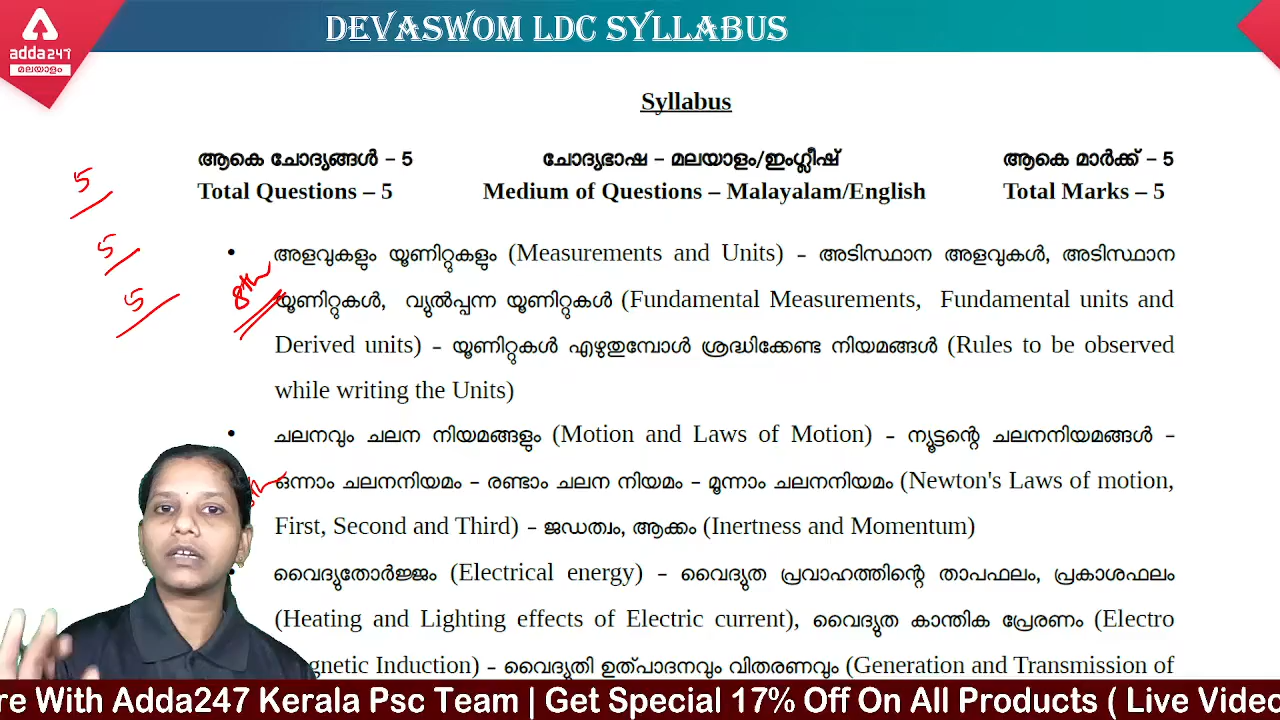 DEVASWOM LDC SYLLABUS
adda247
മലയാളം
Syllabus
ആകെ ചോദ്യങ്ങൾ – 5 ചോദ്യഭാഷ – മലയാളം/ഇംഗ്ലീഷ് ആകെ മാർക്ക് – 5
Total Questions – 5 Medium of Questions – Malayalam/English Total Marks – 5
5
5
5
8th
• അളവുകളും യൂണിറ്റുകളും (Measurements and Units) – അടിസ്ഥാന അളവുകൾ, അടിസ്ഥാന
യൂണിറ്റുകൾ, വ്യുൽപ്പന്ന യൂണിറ്റുകൾ (Fundamental Measurements, Fundamental units and
Derived units) – യൂണിറ്റുകൾ എഴുതുമ്പോൾ ശ്രദ്ധിക്കേണ്ട നിയമങ്ങൾ (Rules to be observed
while writing the Units)
• ചലനവും ചലന നിയമങ്ങളും (Motion and Laws of Motion) – ന്യൂട്ടന്റെ ചലനനിയമങ്ങൾ –
ഒന്നാം ചലനനിയമം – രണ്ടാം ചലന നിയമം – മൂന്നാം ചലനനിയമം (Newton's Laws of motion,
First, Second and Third) – ജഡത്വം, ആക്കം (Inertness and Momentum)
• വൈദ്യുതോർജ്ജം (Electrical energy) – വൈദ്യുത പ്രവാഹത്തിന്റെ താപഫലം, പ്രകാശഫലം
(Heating and Lighting effects of Electric current), വൈദ്യുത കാന്തിക പ്രേരണം (Electro
gnetic Induction) – വൈദ്യുതി ഉത്പാദനവും വിതരണവും (Generation and Transmission of
re With Adda247 Kerala Psc Team | Get Special 17% Off On All Products ( Live Video